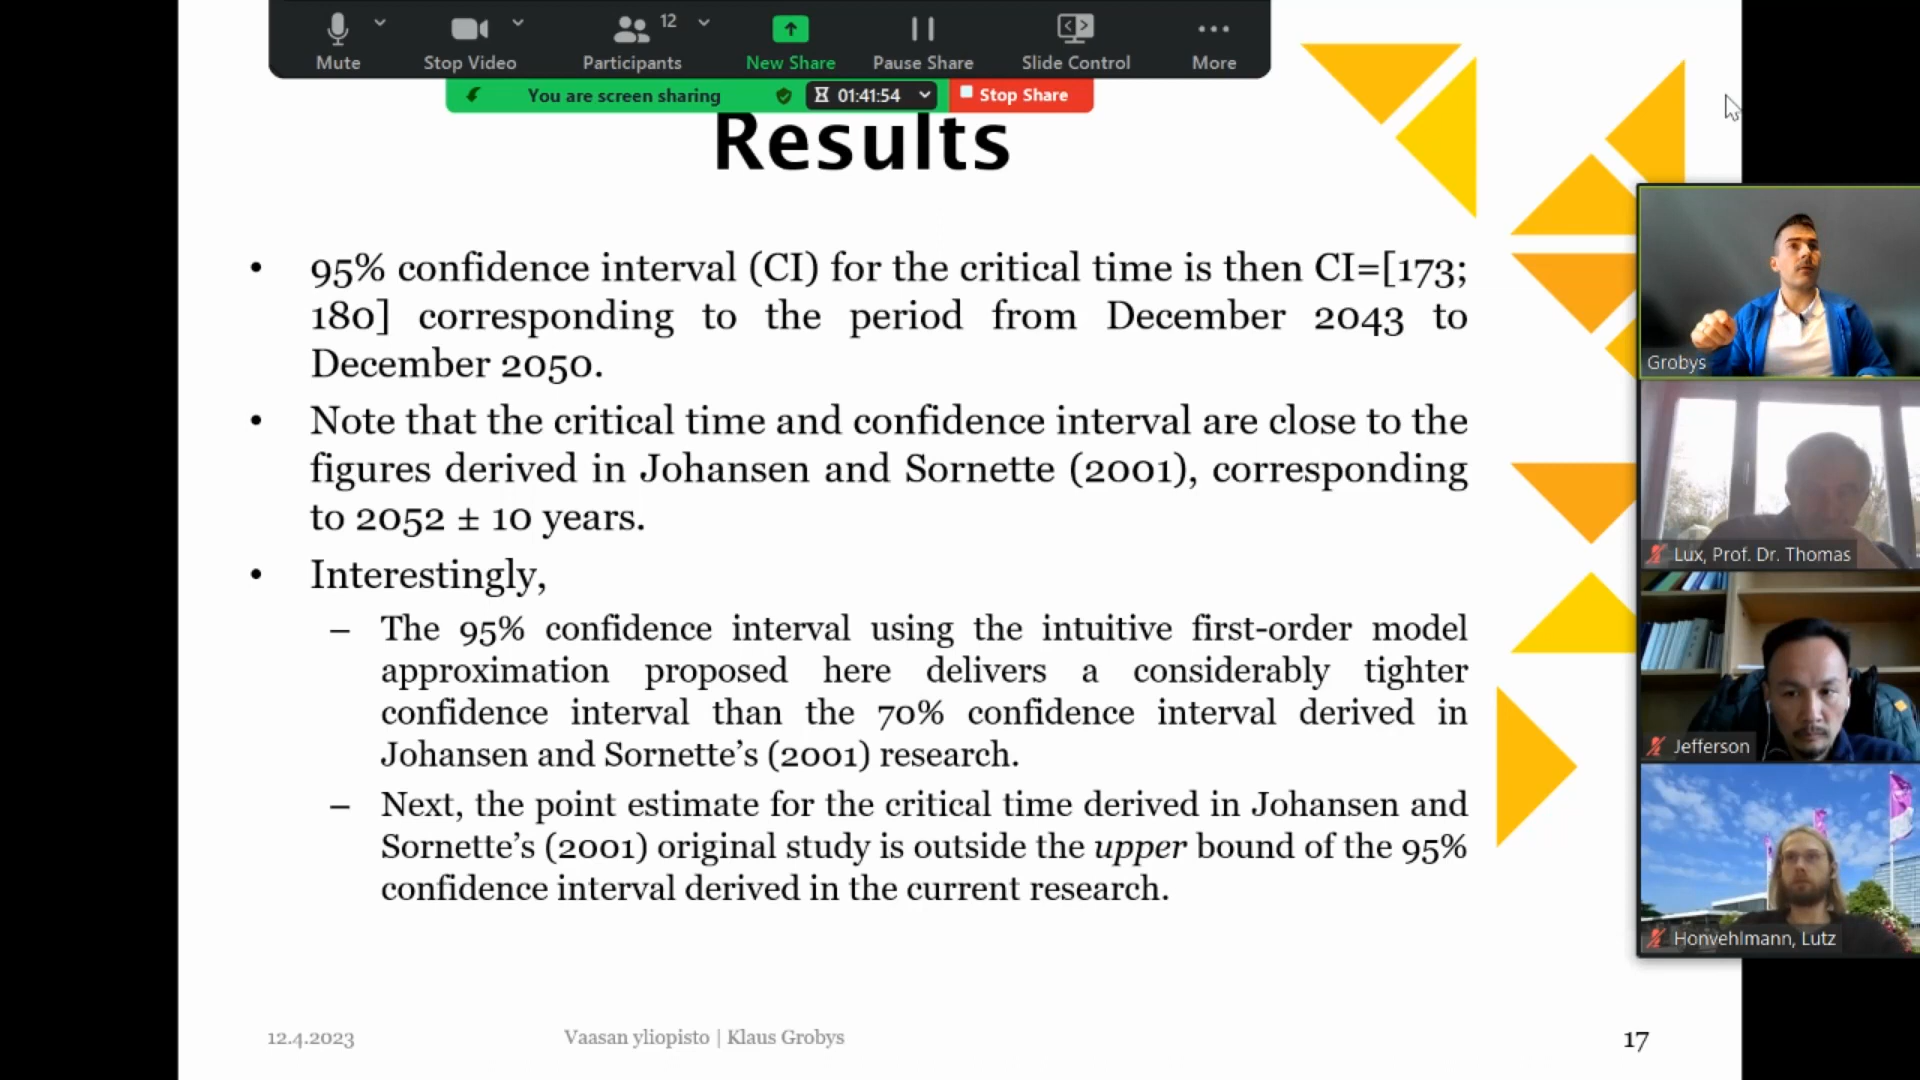 12
Mute
Stop Video
Participants
New Share
Pause Share
Slide Control
More
You are screen sharing
01:41:54
Stop Share
Results
• 95% confidence interval (CI) for the critical time is then CI=[173;
180] corresponding to the period from December 2043 to
December 2050.
• Note that the critical time and confidence interval are close to the
figures derived in Johansen and Sornette (2001), corresponding
to 2052 ± 10 years.
• Interestingly,
– The 95% confidence interval using the intuitive first-order model
approximation proposed here delivers a considerably tighter
confidence interval than the 70% confidence interval derived in
Johansen and Sornette’s (2001) research.
– Next, the point estimate for the critical time derived in Johansen and
Sornette’s (2001) original study is outside the upper bound of the 95%
confidence interval derived in the current research.
Grobys
Lux, Prof. Dr. Thomas
Jefferson
Honvehlmann, Lutz
12.4.2023
Vaasan yliopisto | Klaus Grobys
17